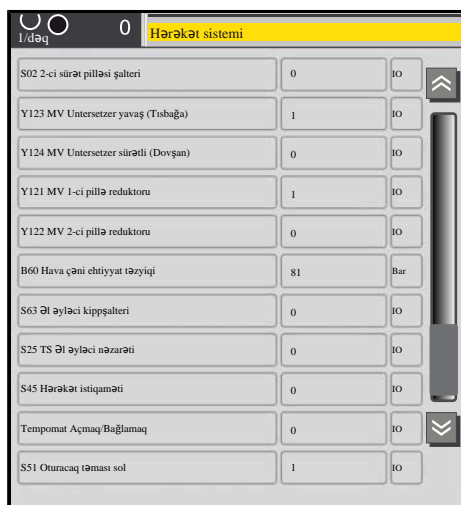 0
1/dəq
Hərəkət sistemi
S02 2-ci sürət pilləsi şalteri 0 IO
Y123 MV Untersetzer yavaş (Tısbağa) 1 IO
Y124 MV Untersetzer sürətli (Dovşan) 0 IO
Y121 MV 1-ci pillə reduktoru 1 IO
Y122 MV 2-ci pillə reduktoru 0 IO
B60 Hava çəni ehtiyyat təzyiqi 81 Bar
S63 Əl əyləci kippşalteri 0 IO
S25 TS Əl əyləci nəzarəti 0 IO
S45 Hərəkət istiqaməti 0 IO
Tempomat Açmaq/Bağlamaq 0 IO
S51 Oturacaq təması sol 1 IO